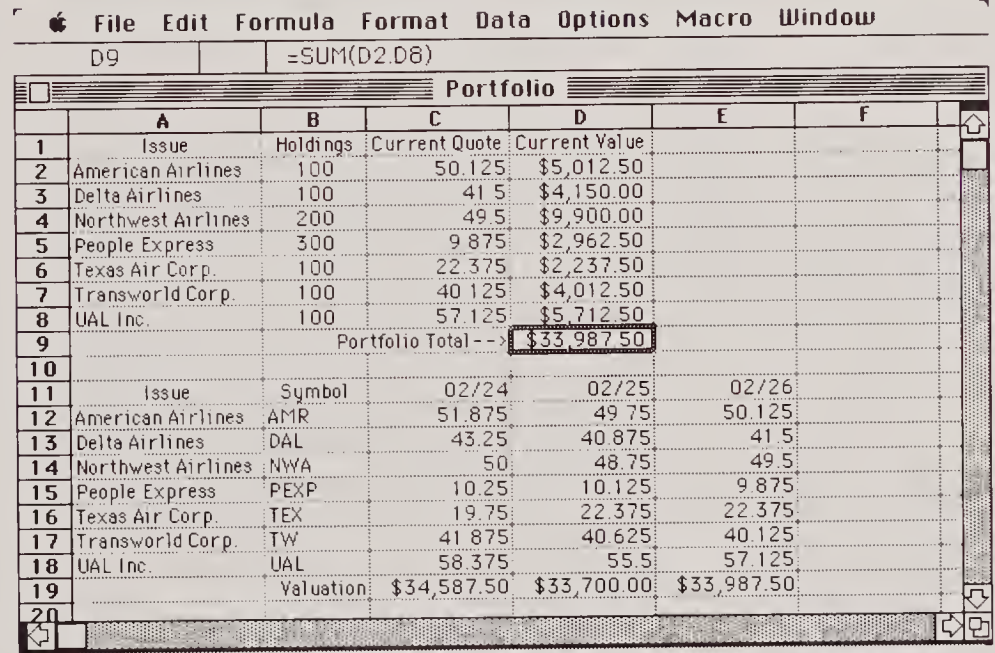 File Edit Formula Format Data Options Macro Window
D9 =SUM(D2.D8)
Portfolio
A B C D E F
1 Issue Holdings Current Quote Current Value
2 American Airlines 100 50.125 $5,012.50
3 Delta Airlines 100 41.5 $4,150.00
4 Northwest Airlines 200 49.5 $9,900.00
5 People Express 300 9.875 $2,962.50
6 Texas Air Corp. 100 22.375 $2,237.50
7 Transworld Corp. 100 40.125 $4,012.50
8 UAL Inc. 100 57.125 $5,712.50
9 Portfolio Total--> $33,987.50
10
11 Issue Symbol 02/24 02/25 02/26
12 American Airlines AMR 51.875 49.75 50.125
13 Delta Airlines DAL 43.25 40.875 41.5
14 Northwest Airlines NWA 50 48.75 49.5
15 People Express PEXP 10.25 10.125 9.875
16 Texas Air Corp. TEX 19.75 22.375 22.375
17 Transworld Corp. TW 41.875 40.625 40.125
18 UAL Inc. UAL 58.375 55.5 57.125
19 Valuation $34,587.50 $33,700.00 $33,987.50
20